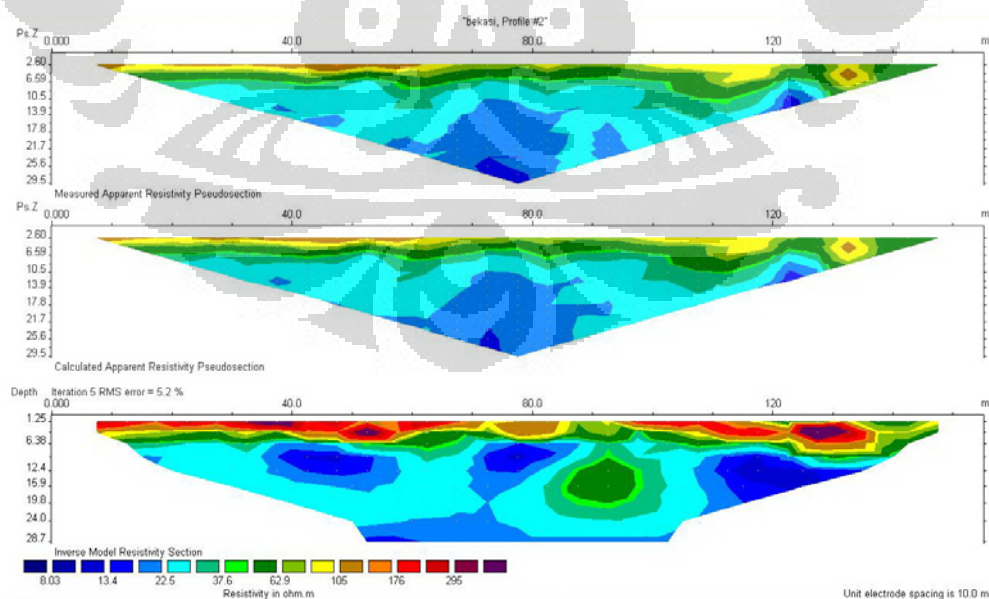 "bekasi, Profile #2"
Ps.Z 0.000 40.0 80.0 120 m
2.60
6.59
10.5
13.9
17.8
21.7
25.6
29.5
Measured Apparent Resistivity Pseudosection
Ps.Z 0.000 40.0 80.0 120 m
2.60
6.59
10.5
13.9
17.8
21.7
25.6
29.5
Calculated Apparent Resistivity Pseudosection
Depth Iteration 5 RMS error = 5.2 %
0.000 40.0 80.0 120 m
1.25
6.38
12.4
15.9
19.8
24.0
28.7
Inverse Model Resistivity Section
8.03 13.4 22.5 37.6 62.9 105 176 295
Resistivity in ohm.m Unit electrode spacing is 10.0 m